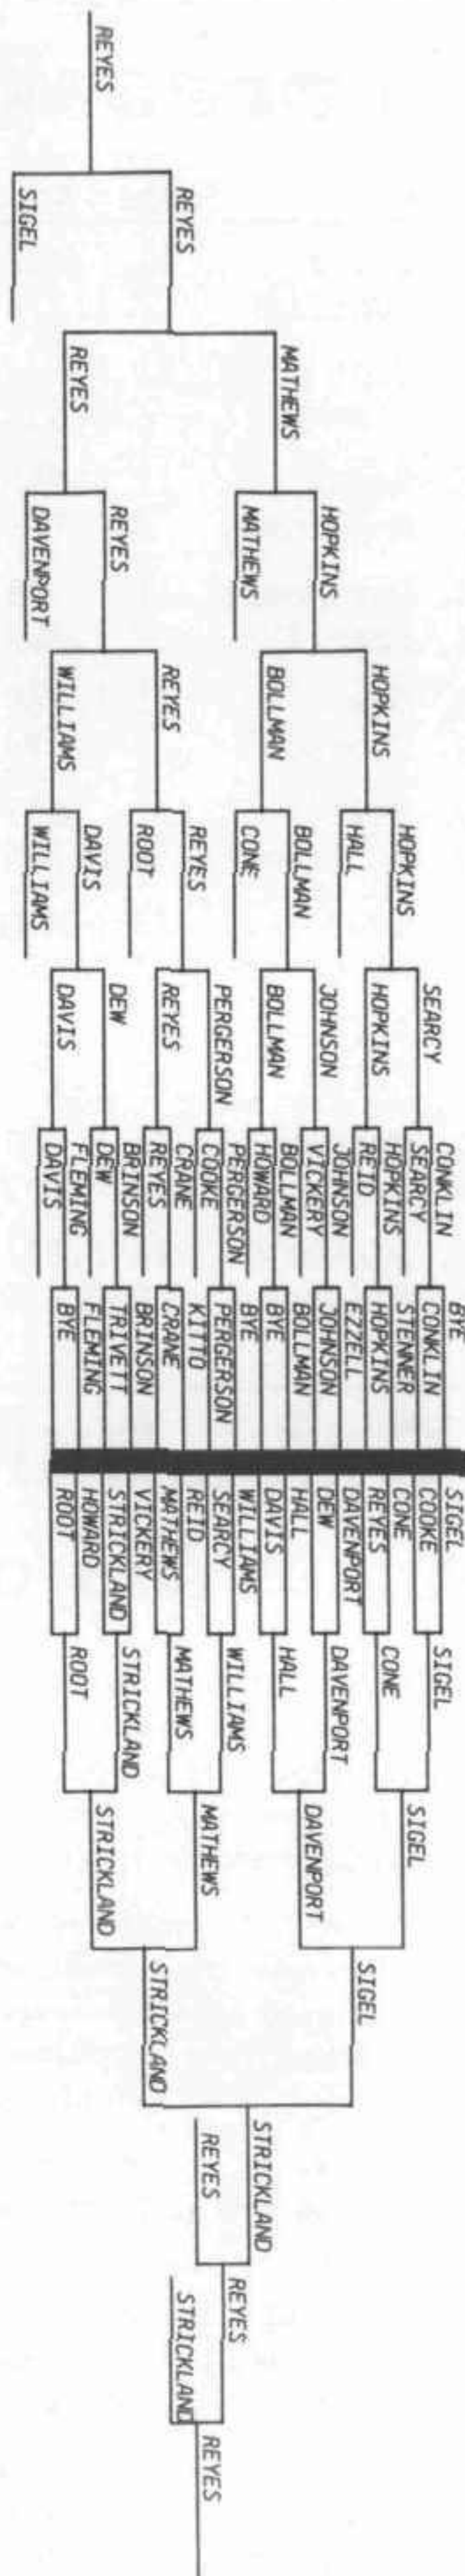 REYES
REYES
SIGEL
MATHEWS
REYES
HOPKINS
MATHEWS
REYES
DAVENPORT
HOPKINS
BOLLMAN
REYES
WILLIAMS
HOPKINS
HALL
BOLLMAN
CONE
REYES
ROOT
DAVIS
WILLIAMS
SEARCY
HOPKINS
JOHNSON
BOLLMAN
PERGERSON
REYES
DEW
DAVIS
CONKLIN
SEARCY
HOPKINS
REID
JOHNSON
VICKERY
BOLLMAN
HOWARD
PERGERSON
COOKE
CRANE
REYES
BRINSON
DEW
FLEMING
DAVIS
BYE
CONKLIN
STENNER
HOPKINS
EZZELL
JOHNSON
BOLLMAN
BYE
BYE
PERGERSON
KITTO
CRANE
BRINSON
TRIVETT
FLEMING
BYE
SIGEL
COOKE
CONE
REYES
DAVENPORT
DEW
HALL
DAVIS
WILLIAMS
SEARCY
REID
MATHEWS
VICKERY
STRICKLAND
HOWARD
ROOT
SIGEL
CONE
DAVENPORT
HALL
WILLIAMS
MATHEWS
STRICKLAND
ROOT
SIGEL
DAVENPORT
MATHEWS
STRICKLAND
SIGEL
STRICKLAND
STRICKLAND
REYES
REYES
STRICKLAND
REYES